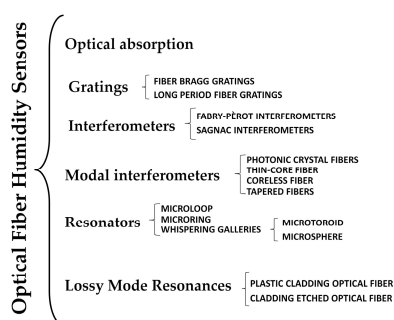 Optical Fiber Humidity Sensors
Optical absorption
Gratings
FIBER BRAGG GRATINGS
LONG PERIOD FIBER GRATINGS
Interferometers
FABRY-PÈROT INTERFEROMETERS
SAGNAC INTERFEROMETERS
Modal interferometers
PHOTONIC CRYSTAL FIBERS
THIN-CORE FIBER
CORELESS FIBER
TAPERED FIBERS
Resonators
MICROLOOP
MICRORING
WHISPERING GALLERIES
MICROTOROID
MICROSPHERE
Lossy Mode Resonances
PLASTIC CLADDING OPTICAL FIBER
CLADDING ETCHED OPTICAL FIBER